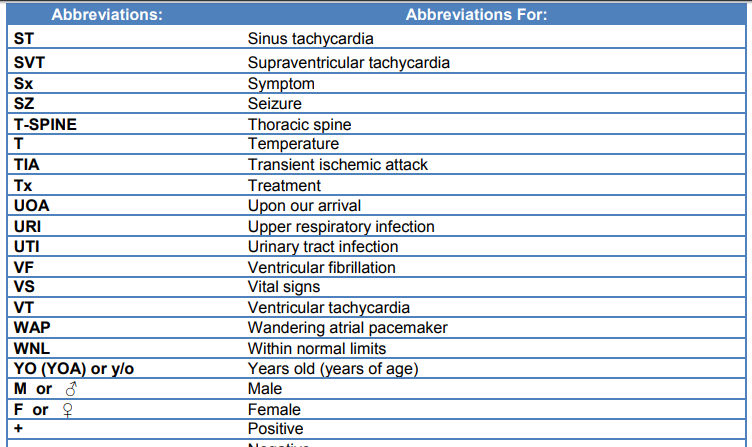 Abbreviations: Abbreviations For:
ST Sinus tachycardia
SVT Supraventricular tachycardia
Sx Symptom
SZ Seizure
T-SPINE Thoracic spine
T Temperature
TIA Transient ischemic attack
Tx Treatment
UOA Upon our arrival
URI Upper respiratory infection
UTI Urinary tract infection
VF Ventricular fibrillation
VS Vital signs
VT Ventricular tachycardia
WAP Wandering atrial pacemaker
WNL Within normal limits
YO (YOA) or y/o Years old (years of age)
M or ♂ Male
F or ♀ Female
+ Positive